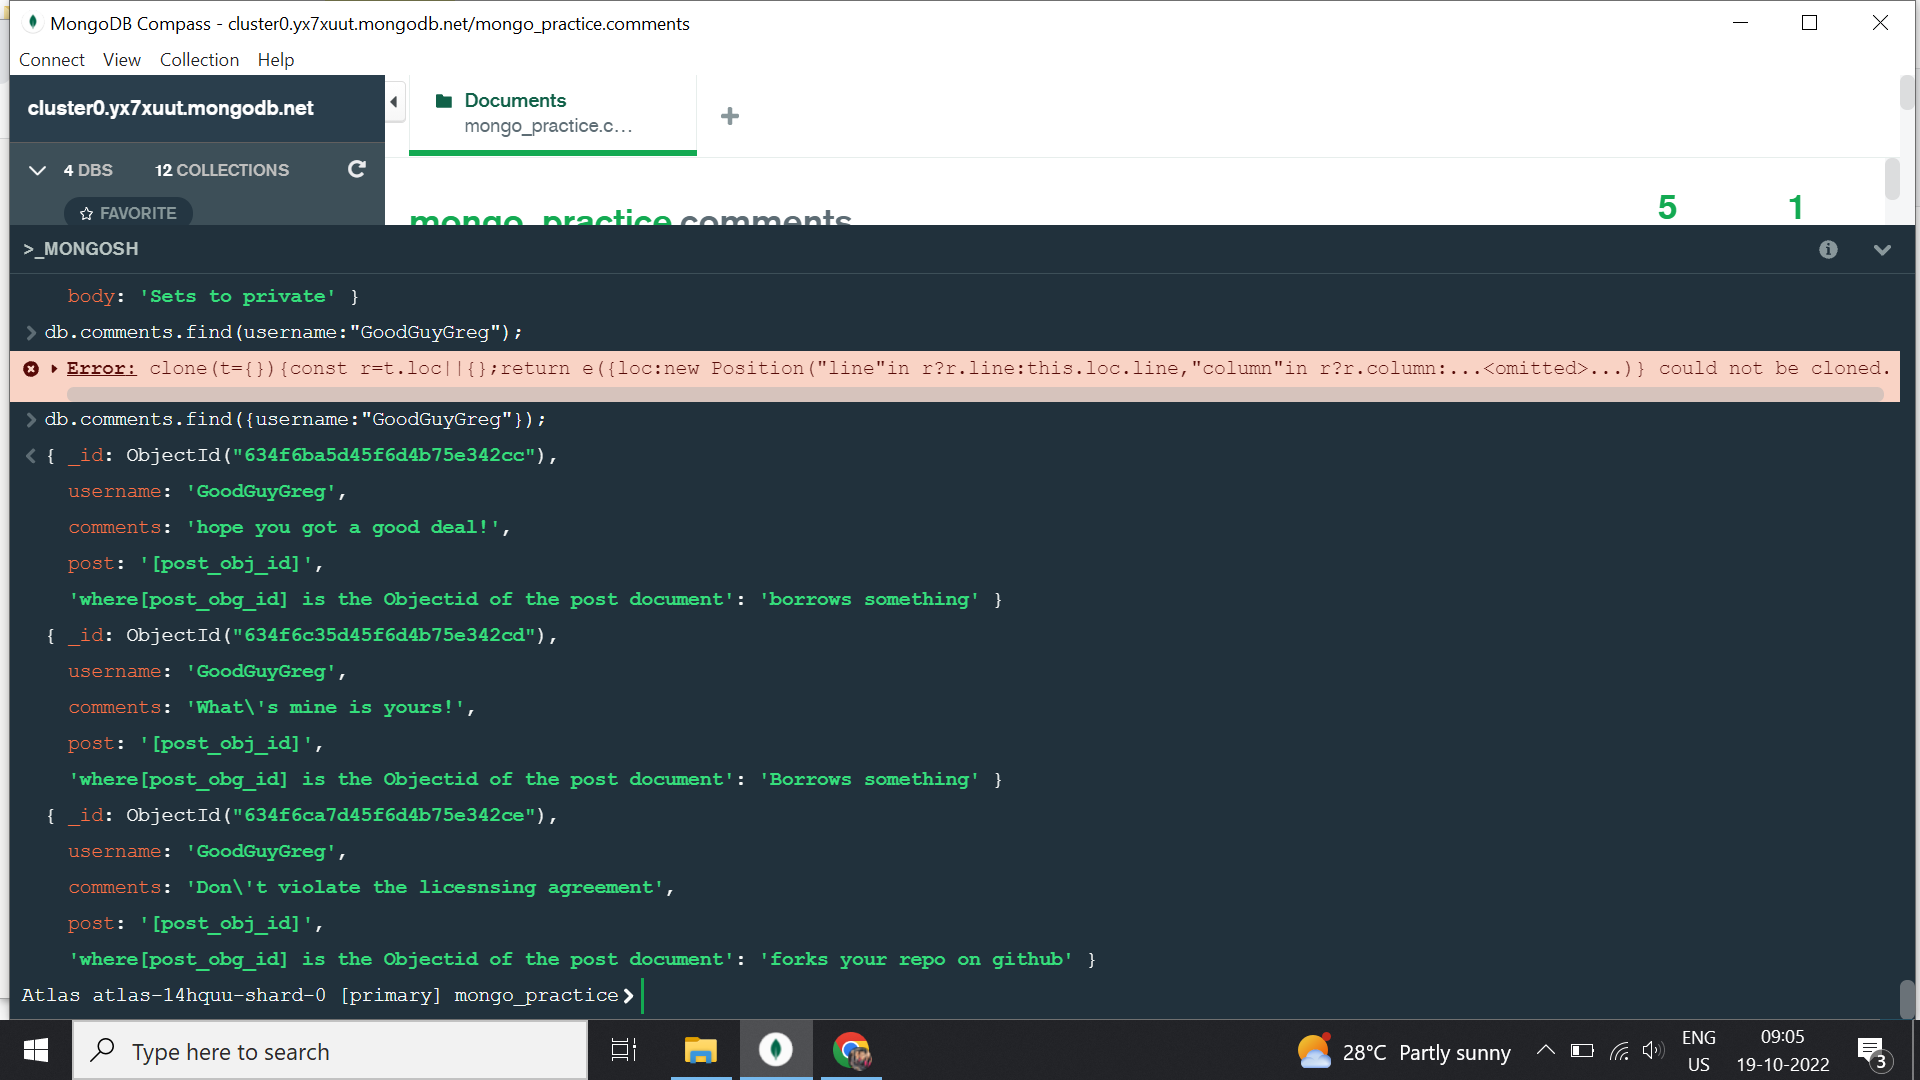 MongoDB Compass - cluster0.yx7xuut.mongodb.net/mongo_practice.comments
Connect View Collection Help
cluster0.yx7xuut.mongodb.net
Documents
mongo_practice.c...
4 DBS 12 COLLECTIONS
FAVORITE
mongo_practice.comments
5 1
>_MONGOSH
body: 'Sets to private' }
db.comments.find(username:"GoodGuyGreg");
Error: clone(t={}){const r=t.loc||{};return e({loc:new Position("line"in r?r.line:this.loc.line,"column"in r?r.column:...<omitted>...)} could not be cloned.
db.comments.find({username:"GoodGuyGreg"});
{ _id: ObjectId("634f6ba5d45f6d4b75e342cc"),
username: 'GoodGuyGreg',
comments: 'hope you got a good deal!',
post: '[post_obj_id]',
'where[post_obg_id] is the Objectid of the post document': 'borrows something' }
{ _id: ObjectId("634f6c35d45f6d4b75e342cd"),
username: 'GoodGuyGreg',
comments: 'What\'s mine is yours!',
post: '[post_obj_id]',
'where[post_obg_id] is the Objectid of the post document': 'Borrows something' }
{ _id: ObjectId("634f6ca7d45f6d4b75e342ce"),
username: 'GoodGuyGreg',
comments: 'Don\'t violate the licesnsing agreement',
post: '[post_obj_id]',
'where[post_obg_id] is the Objectid of the post document': 'forks your repo on github' }
Atlas atlas-14hquu-shard-0 [primary] mongo_practice>
Type here to search
28°C Partly sunny
ENG
US
09:05
19-10-2022
3